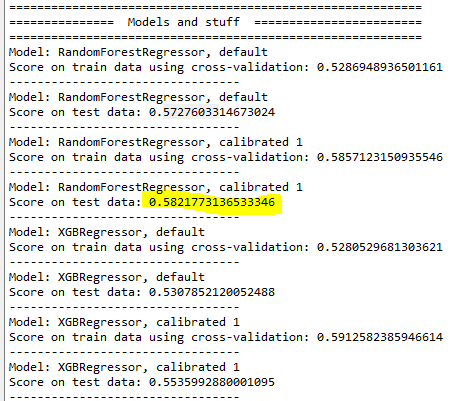 ================================================
=============== Models and stuff ===============
================================================
Model: RandomForestRegressor, default
Score on train data using cross-validation: 0.5286948936501161
----------------------------------
Model: RandomForestRegressor, default
Score on test data: 0.5727603314673024
----------------------------------
Model: RandomForestRegressor, calibrated 1
Score on train data using cross-validation: 0.5857123150935546
----------------------------------
Model: RandomForestRegressor, calibrated 1
Score on test data: 0.5821773136533346
----------------------------------
Model: XGBRegressor, default
Score on train data using cross-validation: 0.5280529681303621
----------------------------------
Model: XGBRegressor, default
Score on test data: 0.5307852120052488
----------------------------------
Model: XGBRegressor, calibrated 1
Score on train data using cross-validation: 0.5912582385946614
----------------------------------
Model: XGBRegressor, calibrated 1
Score on test data: 0.5535992880001095
----------------------------------